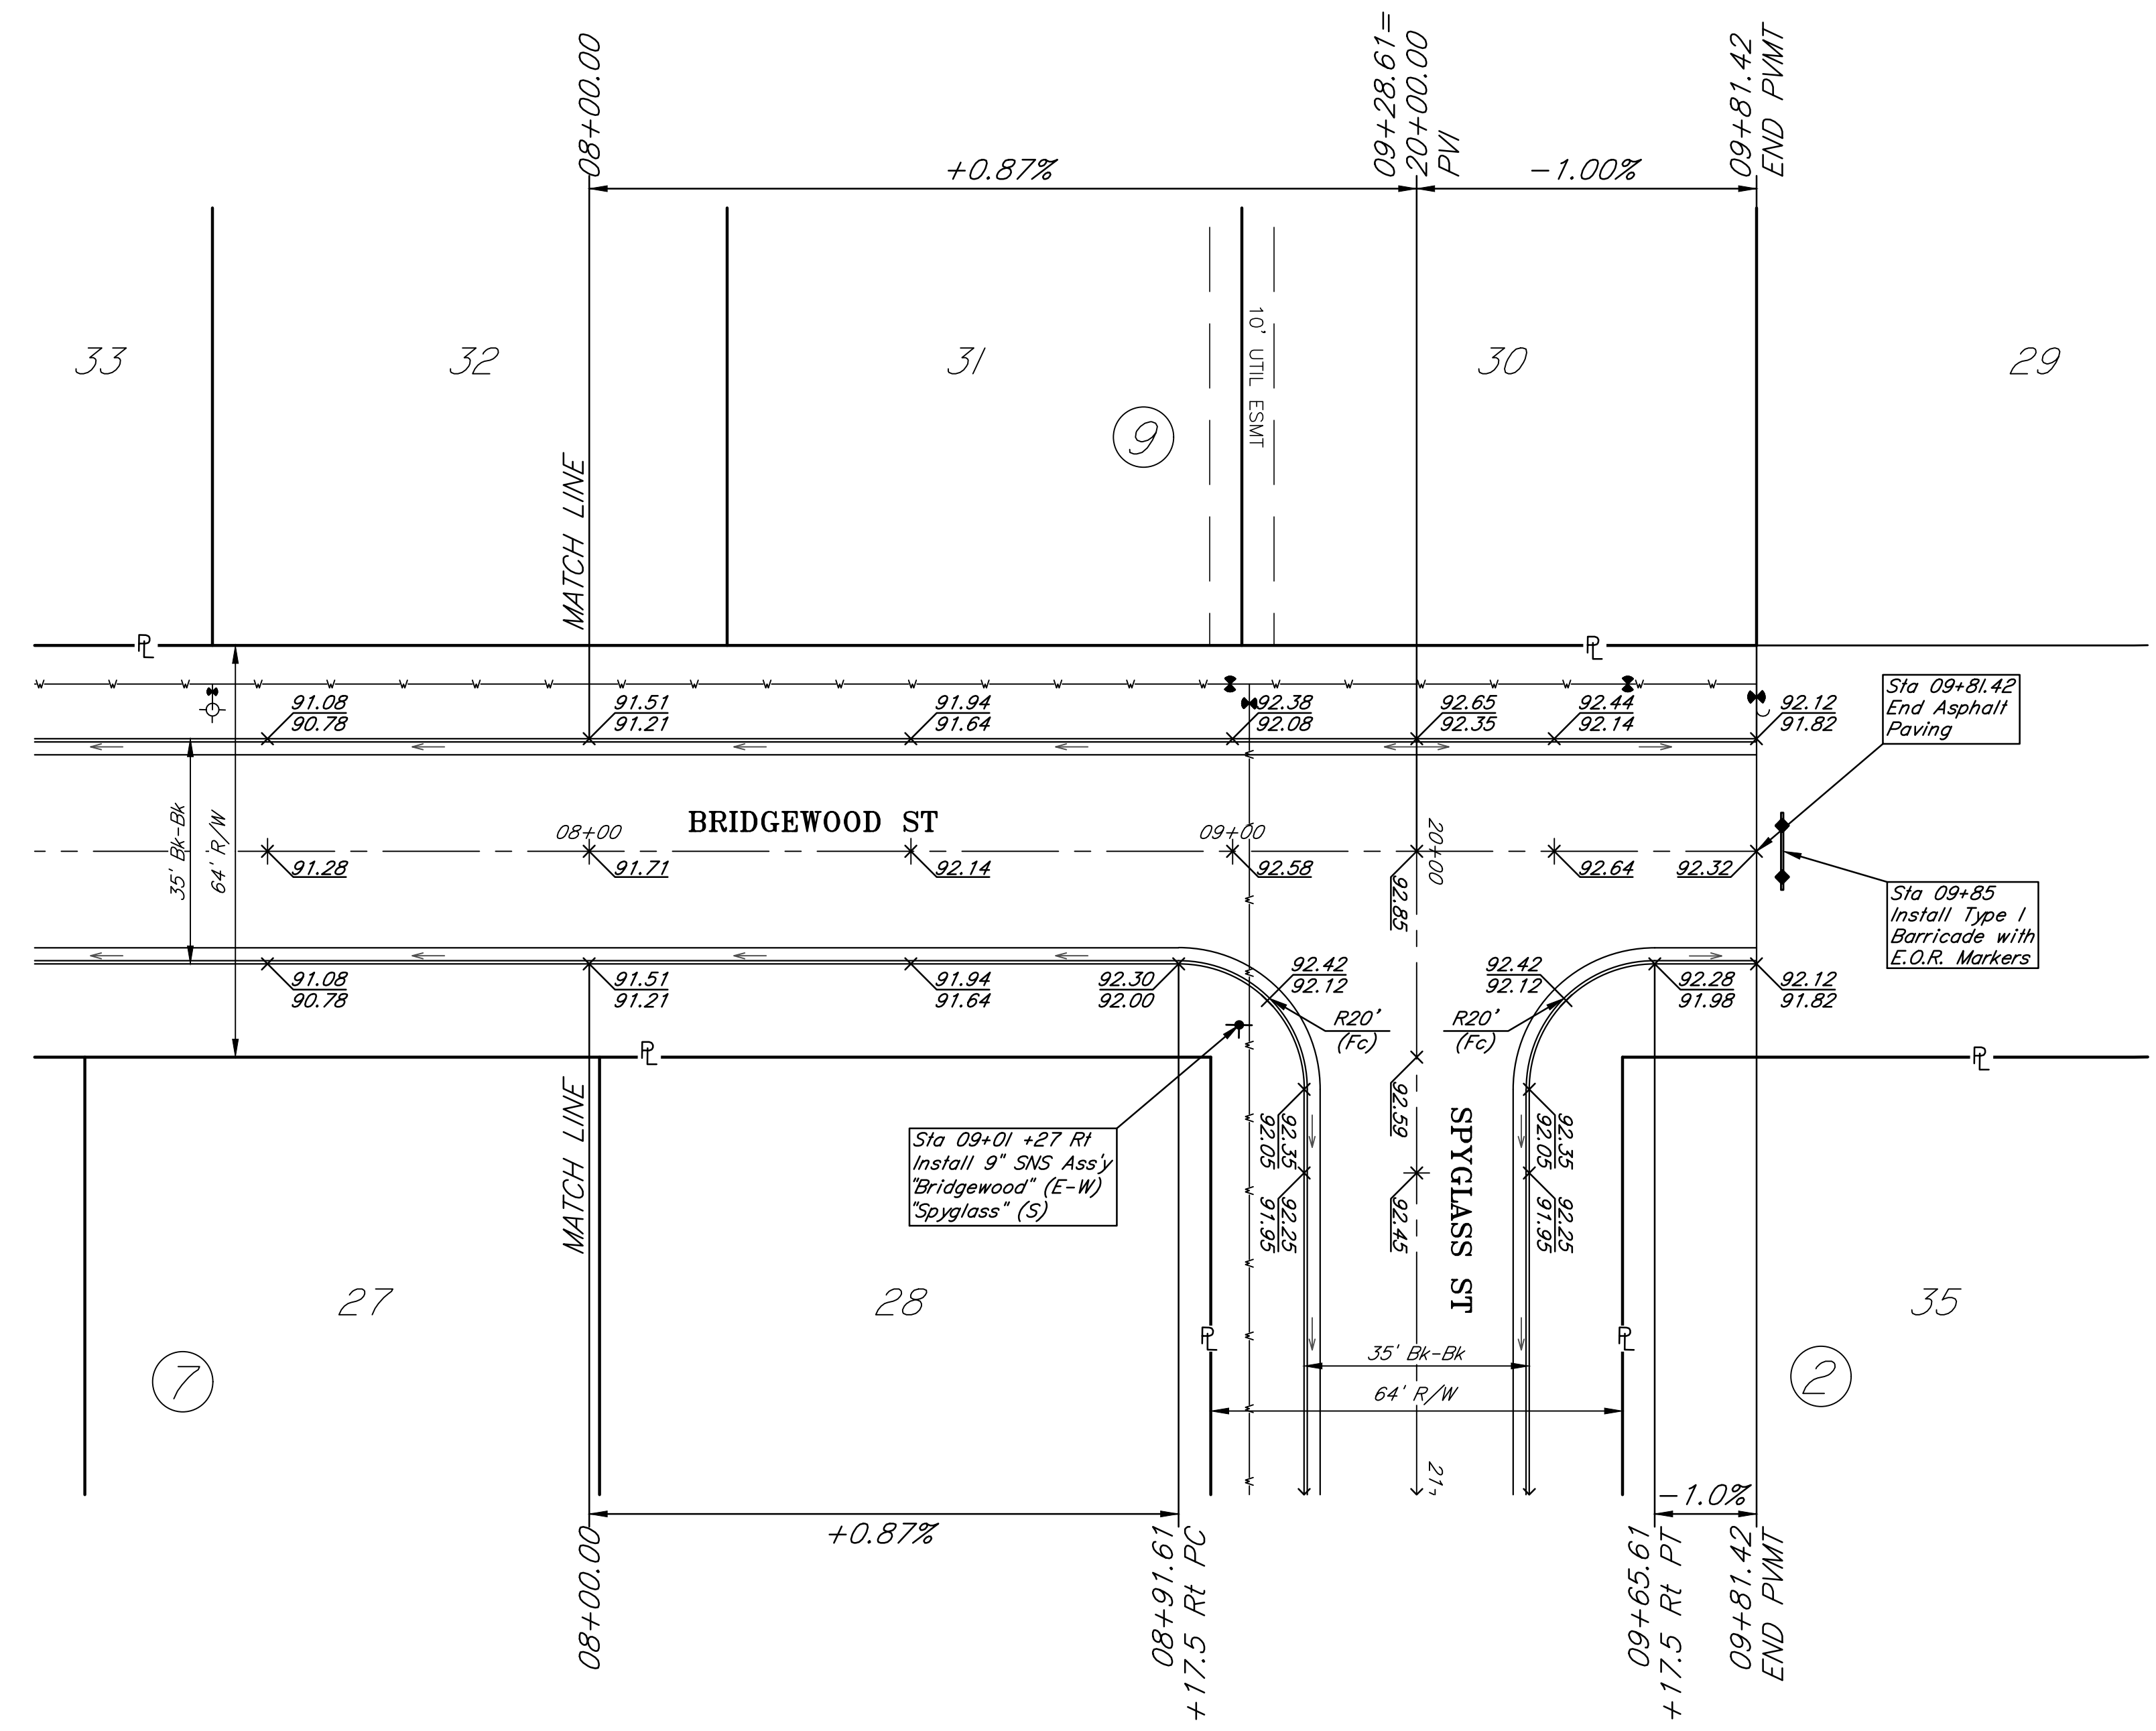 08+00.00
09+28.61=
20+00.00
PVI
09+81.42
END PVMT
+0.87%
-1.00%
33
32
31
30
29
9
10' UTIL ESMT
MATCH LINE
PL
PL
91.08
90.78
91.51
91.21
91.94
91.64
92.38
92.08
92.65
92.35
92.44
92.14
92.12
91.82
Sta 09+81.42
End Asphalt
Paving
35' Bk-Bk
64' R/W
BRIDGEWOOD ST
08+00
09+00
20+00
91.28
91.71
92.14
92.58
92.85
92.64
92.32
Sta 09+85
Install Type I
Barricade with
E.O.R. Markers
91.08
90.78
91.51
91.21
91.94
91.64
92.30
92.00
92.42
92.12
92.42
92.12
92.28
91.98
92.12
91.82
R20'
(Fc)
R20'
(Fc)
PL
PL
MATCH LINE
Sta 09+01 +27 Rt
Install 9" SNS Ass'y
"Bridgewood" (E-W)
"Spyglass" (S)
92.35
92.05
92.59
92.35
92.05
92.25
91.95
92.45
92.25
91.95
SPYGLASS ST
27
28
35
7
2
PL
PL
35' Bk-Bk
64' R/W
+0.87%
-1.0%
08+00.00
08+91.61
+17.5 Rt PC
09+65.61
+17.5 Rt PT
09+81.42
END PVMT